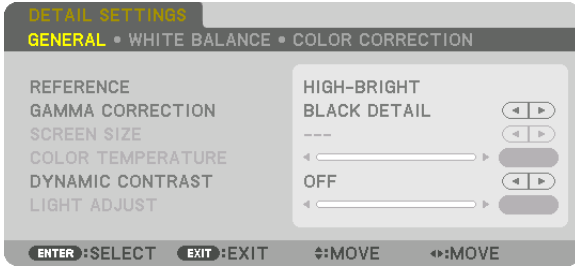 DETAIL SETTINGS
GENERAL • WHITE BALANCE • COLOR CORRECTION
REFERENCE HIGH-BRIGHT
GAMMA CORRECTION BLACK DETAIL
SCREEN SIZE ---
COLOR TEMPERATURE
DYNAMIC CONTRAST OFF
LIGHT ADJUST
ENTER :SELECT EXIT :EXIT :MOVE :MOVE